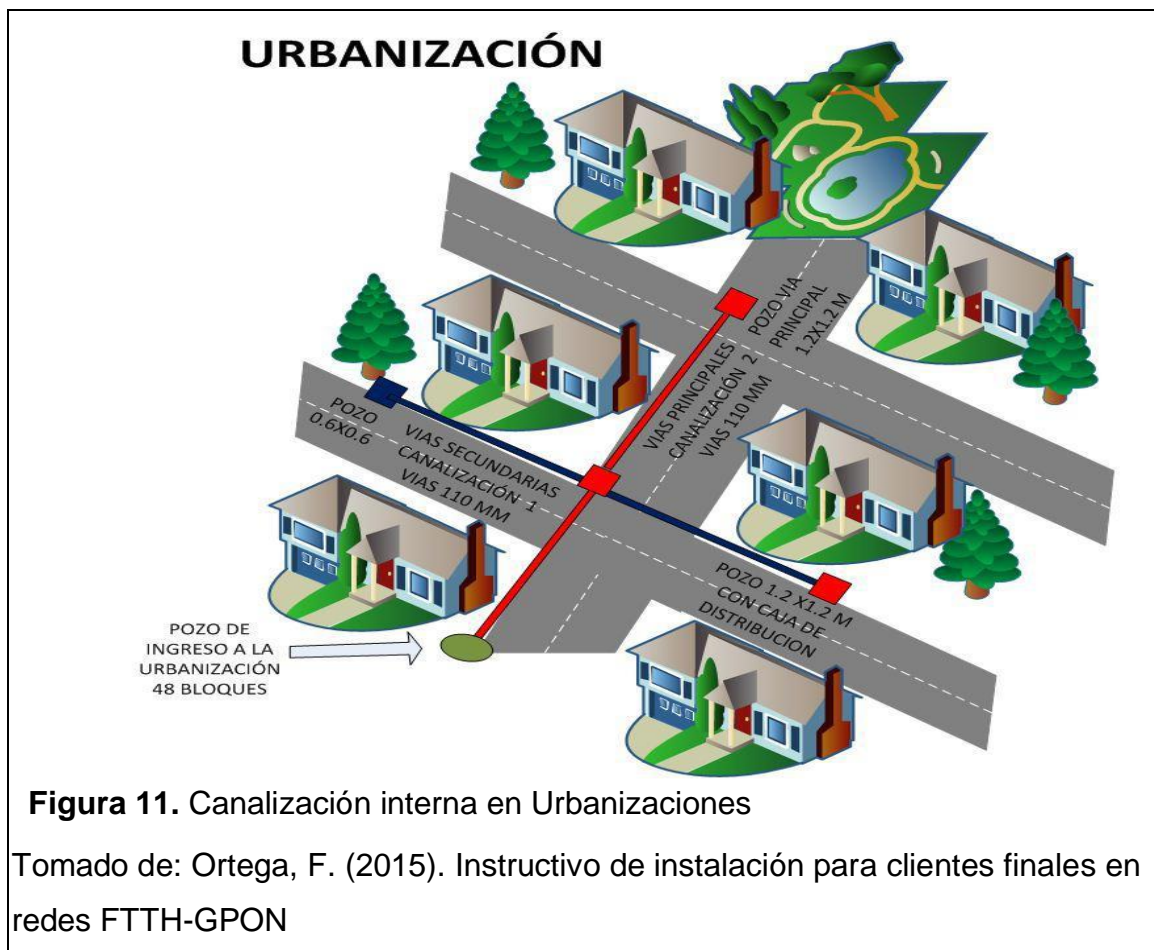 URBANIZACIÓN
POZO VIA
PRINCIPAL
1.2X1.2 M
VIAS PRINCIPALES
CANALIZACIÓN 2
VIAS 110 MM
POZO
0.6X0.6
VIAS SECUNDARIAS
CANALIZACIÓN 1
VIAS 110 MM
POZO 1.2 X1.2 M
CON CAJA DE
DISTRIBUCION
POZO DE
INGRESO A LA
URBANIZACIÓN
48 BLOQUES
Figura 11. Canalización interna en Urbanizaciones
Tomado de: Ortega, F. (2015). Instructivo de instalación para clientes finales en
redes FTTH-GPON